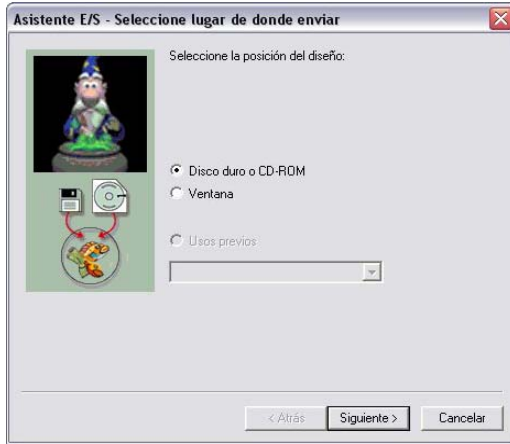 Asistente E/S - Seleccione lugar de donde enviar
Seleccione la posición del diseño:
Disco duro o CD-ROM
Ventana
Usos previos
< Atrás
Siguiente >
Cancelar